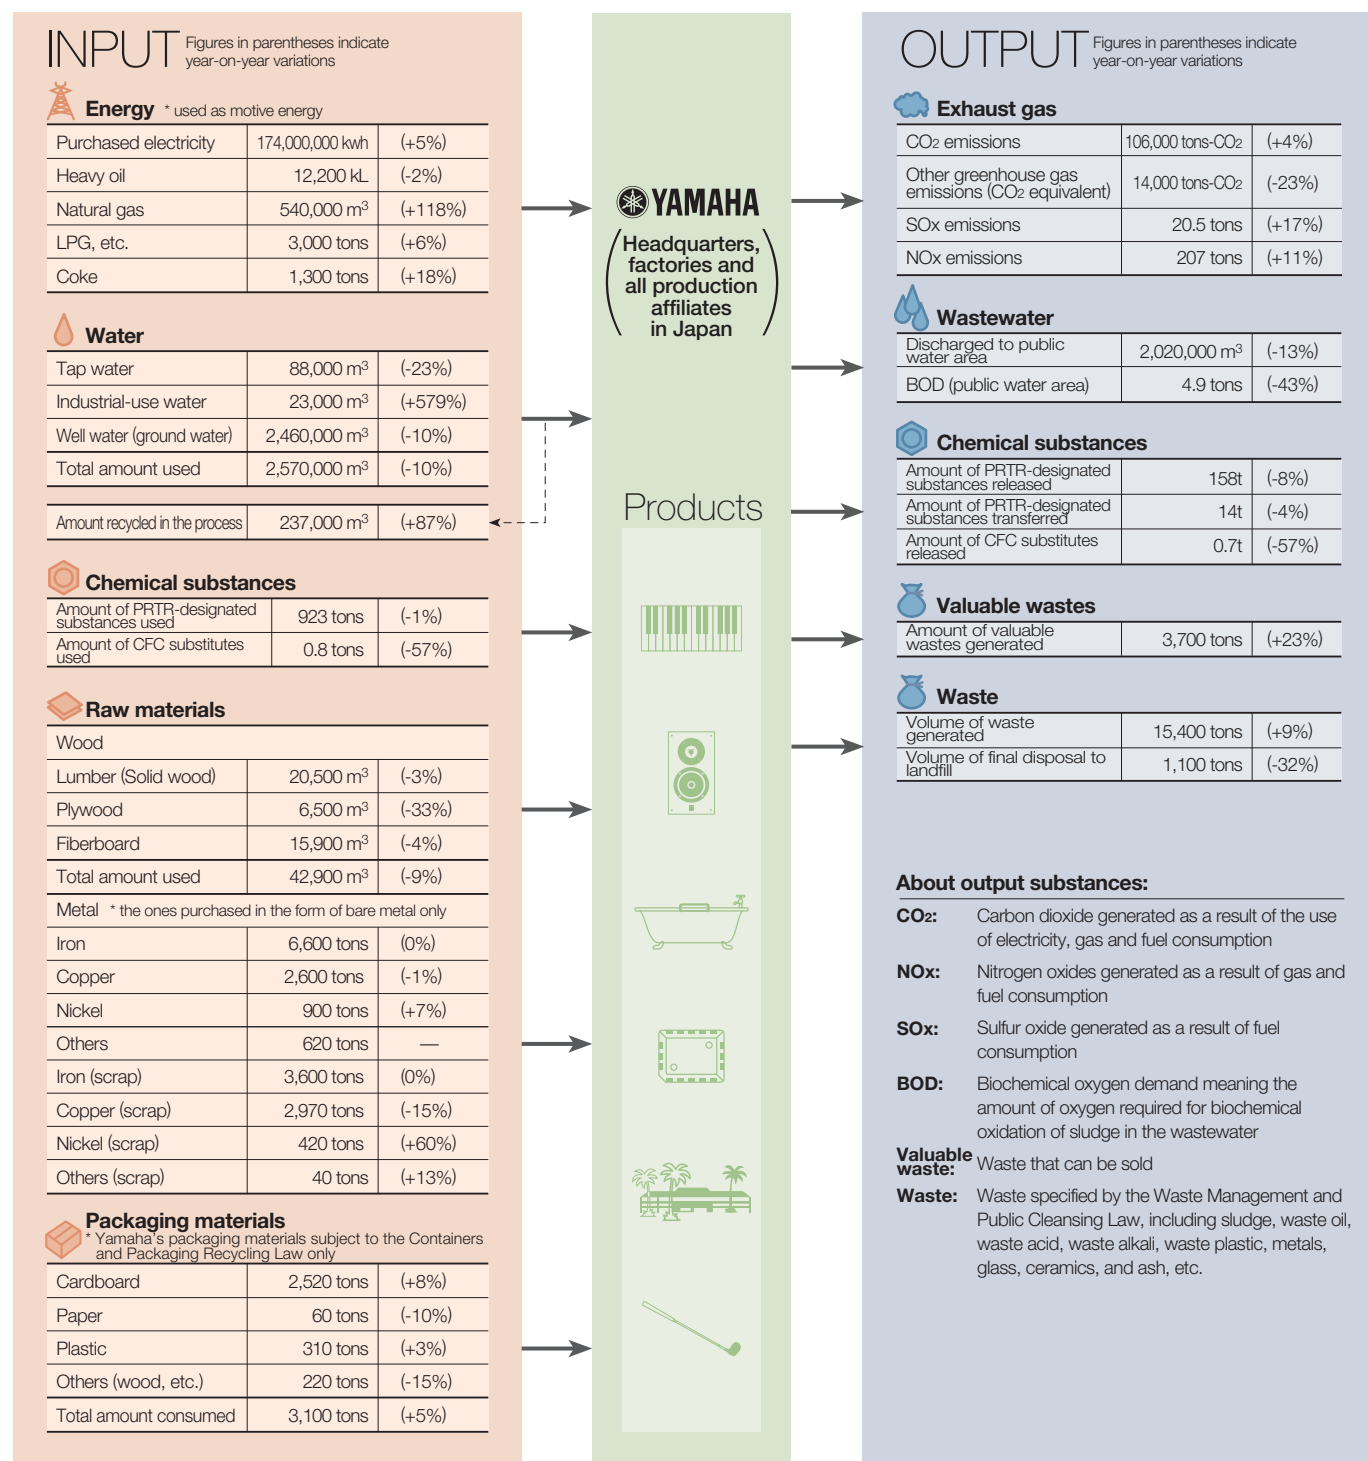 INPUT Figures in parentheses indicate
year-on-year variations
Energy * used as motive energy
Purchased electricity 174,000,000 kwh (+5%)
Heavy oil 12,200 kL (-2%)
Natural gas 540,000 m³ (+118%)
LPG, etc. 3,000 tons (+6%)
Coke 1,300 tons (+18%)
Water
Tap water 88,000 m³ (-23%)
Industrial-use water 23,000 m³ (+579%)
Well water (ground water) 2,460,000 m³ (-10%)
Total amount used 2,570,000 m³ (-10%)
Amount recycled in the process 237,000 m³ (+87%)
Chemical substances
Amount of PRTR-designated
substances used 923 tons (-1%)
Amount of CFC substitutes
used 0.8 tons (-57%)
Raw materials
Wood
Lumber (Solid wood) 20,500 m³ (-3%)
Plywood 6,500 m³ (-33%)
Fiberboard 15,900 m³ (-4%)
Total amount used 42,900 m³ (-9%)
Metal * the ones purchased in the form of bare metal only
Iron 6,600 tons (0%)
Copper 2,600 tons (-1%)
Nickel 900 tons (+7%)
Others 620 tons —
Iron (scrap) 3,600 tons (0%)
Copper (scrap) 2,970 tons (-15%)
Nickel (scrap) 420 tons (+60%)
Others (scrap) 40 tons (+13%)
Packaging materials
* Yamaha's packaging materials subject to the Containers
and Packaging Recycling Law only
Cardboard 2,520 tons (+8%)
Paper 60 tons (-10%)
Plastic 310 tons (+3%)
Others (wood, etc.) 220 tons (-15%)
Total amount consumed 3,100 tons (+5%)
YAMAHA
Headquarters,
factories and
all production
affiliates
in Japan
Products
OUTPUT Figures in parentheses indicate
year-on-year variations
Exhaust gas
CO₂ emissions 106,000 tons-CO₂ (+4%)
Other greenhouse gas
emissions (CO₂ equivalent) 14,000 tons-CO₂ (-23%)
SOx emissions 20.5 tons (+17%)
NOx emissions 207 tons (+11%)
Wastewater
Discharged to public
water area 2,020,000 m³ (-13%)
BOD (public water area) 4.9 tons (-43%)
Chemical substances
Amount of PRTR-designated
substances released 158t (-8%)
Amount of PRTR-designated
substances transferred 14t (-4%)
Amount of CFC substitutes
released 0.7t (-57%)
Valuable wastes
Amount of valuable
wastes generated 3,700 tons (+23%)
Waste
Volume of waste
generated 15,400 tons (+9%)
Volume of final disposal to
landfill 1,100 tons (-32%)
About output substances:
CO₂: Carbon dioxide generated as a result of the use
of electricity, gas and fuel consumption
NOx: Nitrogen oxides generated as a result of gas and
fuel consumption
SOx: Sulfur oxide generated as a result of fuel
consumption
BOD: Biochemical oxygen demand meaning the
amount of oxygen required for biochemical
oxidation of sludge in the wastewater
Valuable
waste: Waste that can be sold
Waste: Waste specified by the Waste Management and
Public Cleansing Law, including sludge, waste oil,
waste acid, waste alkali, waste plastic, metals,
glass, ceramics, and ash, etc.